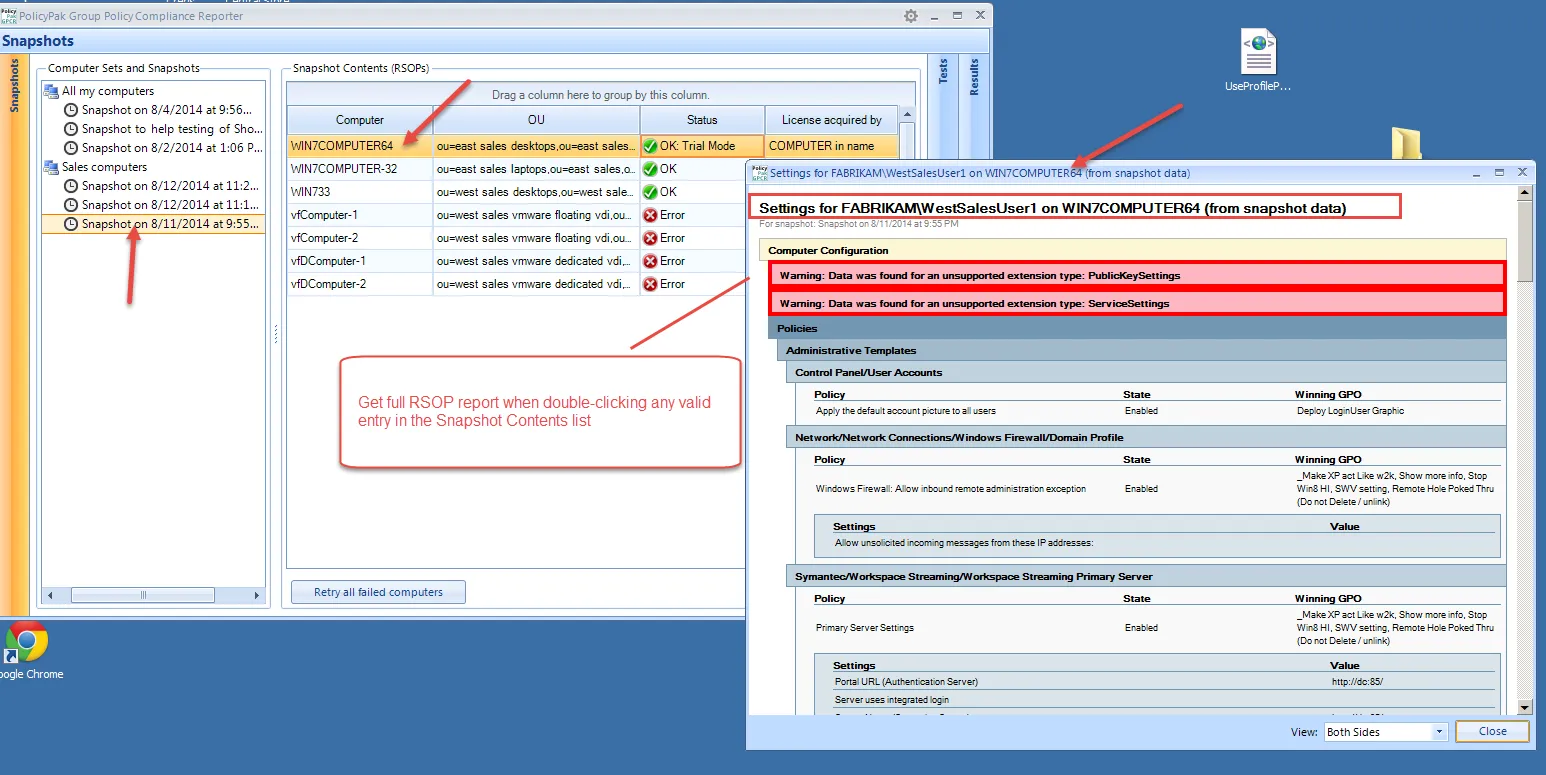 PolicyPak Group Policy Compliance Reporter
Snapshots
Snapshots
Computer Sets and Snapshots
All my computers
Snapshot on 8/4/2014 at 9:56...
Snapshot to help testing of Sho...
Snapshot on 8/2/2014 at 1:06 P...
Sales computers
Snapshot on 8/12/2014 at 11:2...
Snapshot on 8/12/2014 at 11:1...
Snapshot on 8/11/2014 at 9:55...
Snapshot Contents (RSOPs)
Drag a column here to group by this column.
Computer OU Status License acquired by
WIN7COMPUTER64 ou=east sales desktops,ou=east sales... OK: Trial Mode COMPUTER in name
WIN7COMPUTER-32 ou=east sales laptops,ou=east sales,o... OK
WIN733 ou=west sales desktops,ou=west sale... OK
vfComputer-1 ou=west sales vmware floating vdi,ou... Error
vfComputer-2 ou=west sales vmware floating vdi,ou... Error
vfDComputer-1 ou=west sales vmware dedicated vdi,... Error
vfDComputer-2 ou=west sales vmware dedicated vdi,... Error
Retry all failed computers
Tests
Results
Get full RSOP report when double-clicking any valid
entry in the Snapshot Contents list
UseProfileP...
oogle Chrome
Settings for FABRIKAM\WestSalesUser1 on WIN7COMPUTER64 (from snapshot data)
Settings for FABRIKAM\WestSalesUser1 on WIN7COMPUTER64 (from snapshot data)
For snapshot: Snapshot on 8/11/2014 at 9:55 PM
Computer Configuration
Warning: Data was found for an unsupported extension type: PublicKeySettings
Warning: Data was found for an unsupported extension type: ServiceSettings
Policies
Administrative Templates
Control Panel/User Accounts
Policy State Winning GPO
Apply the default account picture to all users Enabled Deploy LoginUser Graphic
Network/Network Connections/Windows Firewall/Domain Profile
Policy State Winning GPO
Windows Firewall: Allow inbound remote administration exception Enabled _Make XP act Like w2k, Show more info, Stop
Win8 HI, SWV setting, Remote Hole Poked Thru
(Do not Delete / unlink)
Settings Value
Allow unsolicited incoming messages from these IP addresses:
Symantec/Workspace Streaming/Workspace Streaming Primary Server
Policy State Winning GPO
Primary Server Settings Enabled _Make XP act Like w2k, Show more info, Stop
Win8 HI, SWV setting, Remote Hole Poked Thru
(Do not Delete / unlink)
Settings Value
Portal URL (Authentication Server) http://dc:85/
Server uses integrated login
View: Both Sides Close